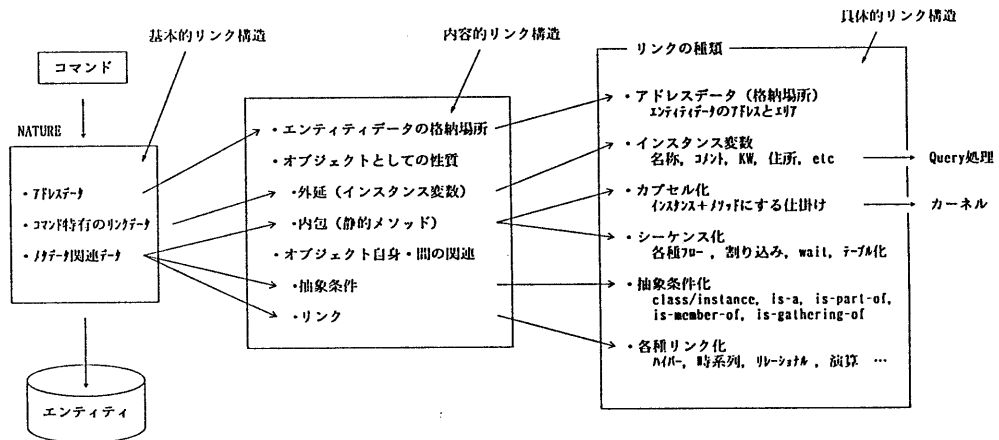 基本的リンク構造
コマンド
NATURE
・アドレスデータ
・コマンド特有のリンクデータ
・メタデータ関連データ
エンティティ
内容的リンク構造
・エンティティデータの格納場所
・オブジェクトとしての性質
・外延（インスタンス変数）
・内包（静的メソッド）
・オブジェクト自身・間の関連
・抽象条件
・リンク
具体的リンク構造
リンクの種類
・アドレスデータ（格納場所）
エンティティデータのアドレスとエリア
・インスタンス変数
名称，コメント，KW，住所，etc
・カプセル化
インスタンス＋メソッドにする仕掛け
・シーケンス化
各種フロー，割り込み，wait，テーブル化
・抽象条件化
class/instance, is-a, is-part-of,
is-member-of, is-gathering-of
・各種リンク化
ハイパー，時系列，リレーショナル，演算 …
Query処理
カーネル